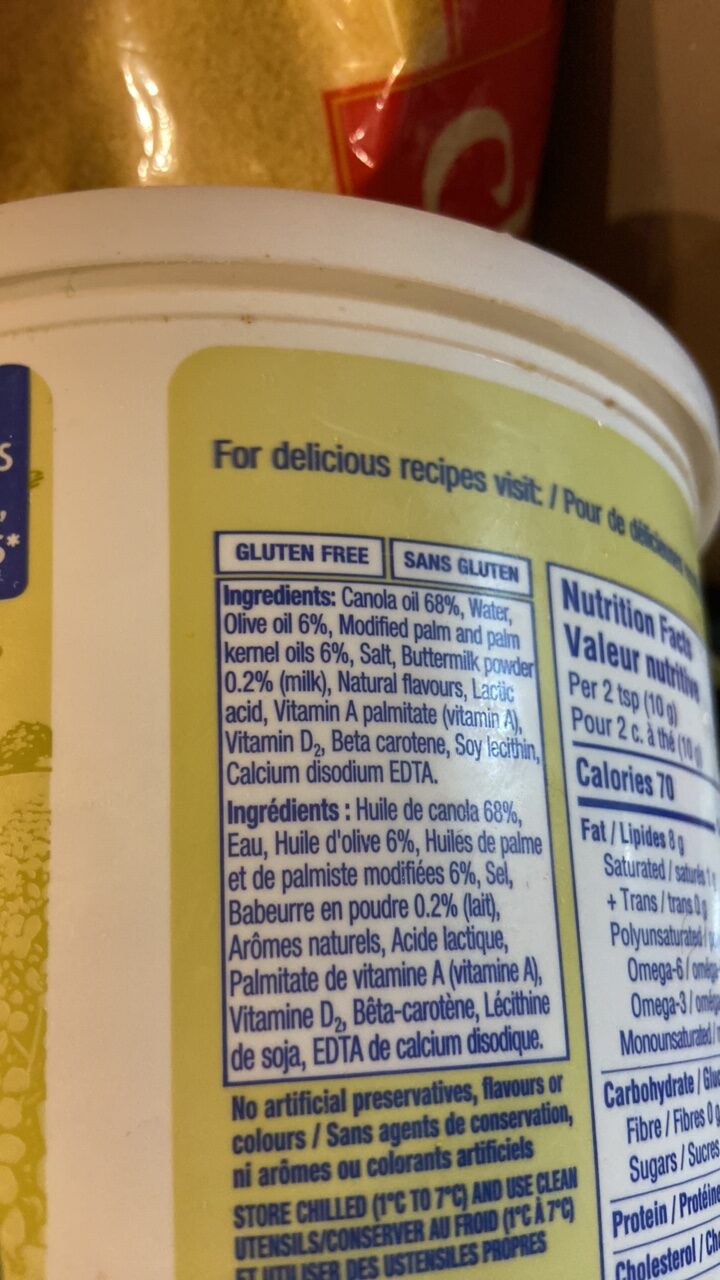 For delicious recipes visit: / Pour de
GLUTEN FREE
SANS GLUTEN
Ingredients: Canola oil 68%, Water,
Olive oil 6%, Modified palm and palm
kernel oils 6%, Salt, Buttermilk powder
0.2% (milk), Natural flavours, Lactic
acid, Vitamin A palmitate (vitamin A),
Vitamin D2, Beta carotene, Soy lecithin,
Calcium disodium EDTA.
Ingrédients : Huile de canola 68%,
Eau, Huile d'olive 6%, Huiles de palme
et de palmiste modifiées 6%, Sel,
Babeurre en poudre 0.2% (lait),
Arômes naturels, Acide lactique,
Palmitate de vitamine A (vitamine A),
Vitamine D2, Bêta-carotène, Lécithine
de soja, EDTA de calcium disodique.
No artificial preservatives, flavours or
colours / Sans agents de conservation,
ni arômes ou colorants artificiels
STORE CHILLED (1°C TO 7°C) AND USE CLEAN
UTENSILS/CONSERVER AU FROID (1°C À 7°C)
ET UTILISER DES USTENSILES PROPRES
Nutrition Facts
Valeur nutritive
Per 2 tsp (10 g)
Pour 2 c. à thé (10 g)
Calories 70
Fat / Lipides 8 g
Saturated / saturés 1
+ Trans / trans 0 g
Polyunsaturated /
Omega-6 /
Omega-3 /
Monounsaturated /
Carbohydrate /
Fibre / Fibres 0
Sugars / Sucres
Protein / Protéine
Cholesterol /